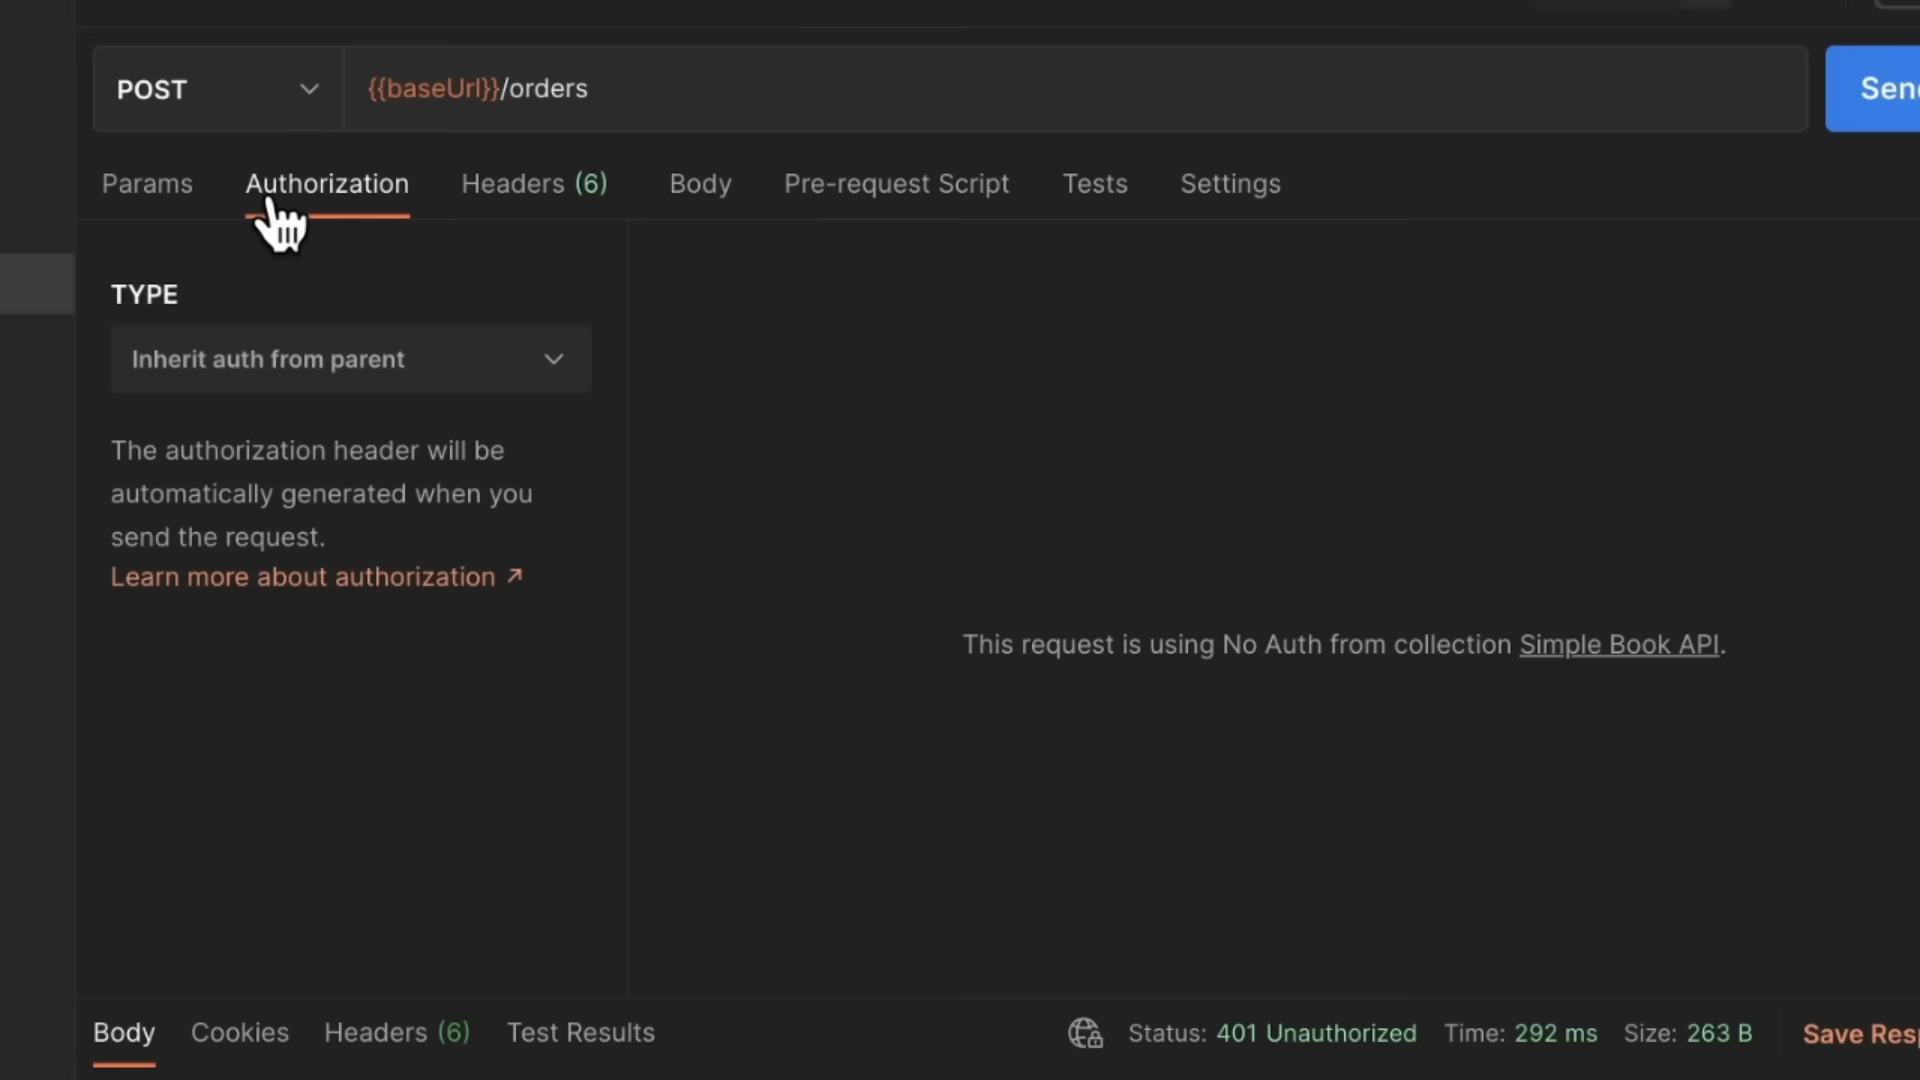 POST
{{baseUrl}}/orders
Params Authorization Headers (6) Body Pre-request Script Tests Settings
TYPE
Inherit auth from parent
The authorization header will be
automatically generated when you
send the request.
Learn more about authorization ↗
This request is using No Auth from collection Simple Book API.
Body Cookies Headers (6) Test Results Status: 401 Unauthorized Time: 292 ms Size: 263 B Save